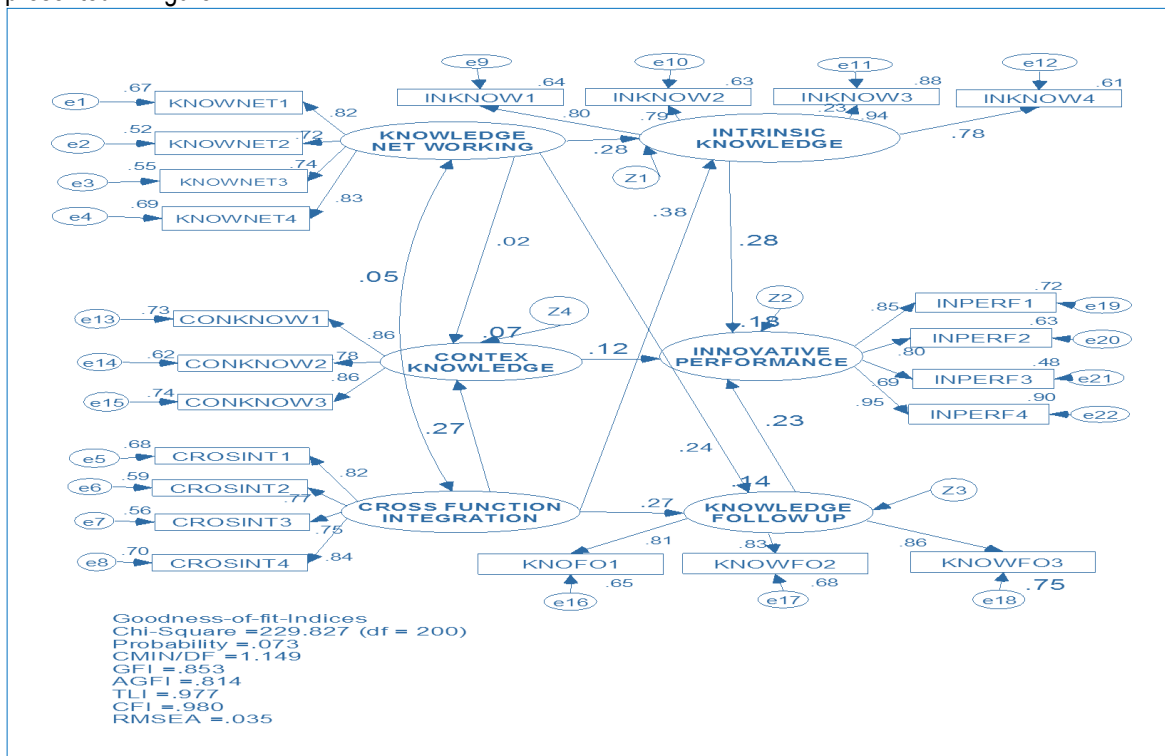 e9
e10
e11
e12
.67
.64
.63
.88
.61
e1
KNOWNET1
INKNOW1
INKNOW2
INKNOW3
INKNOW4
.82
.80
.79
.23
.94
.52
e2
KNOWNET2
.72
KNOWLEDGE
NET WORKING
.28
INTRINSIC
KNOWLEDGE
.78
.55
e3
KNOWNET3
.74
Z1
.69
e4
KNOWNET4
.83
.38
.02
.28
.05
Z4
Z2
.73
e13
CONKNOW1
.86
.07
.18
.85
INPERF1
.72
e19
.62
e14
CONKNOW2
.78
CONTEX
KNOWLEDGE
.12
INNOVATIVE
PERFORMANCE
.80
INPERF2
.63
e20
.74
e15
CONKNOW3
.86
.69
INPERF3
.48
e21
.95
INPERF4
.90
e22
.27
.23
.24
.68
e5
CROSINT1
.82
.59
e6
CROSINT2
.77
.14
Z3
.56
e7
CROSINT3
.75
CROSS FUNCTION
INTEGRATION
.27
KNOWLEDGE
FOLLOW UP
.70
e8
CROSINT4
.84
.81
.83
.86
KNOFO1
KNOWFO2
KNOWFO3
.65
.68
.75
e16
e17
e18
Goodness-of-fit-Indices
Chi-Square =229.827 (df = 200)
Probability =.073
CMIN/DF =1.149
GFI =.853
AGFI =.814
TLI =.977
CFI =.980
RMSEA =.035